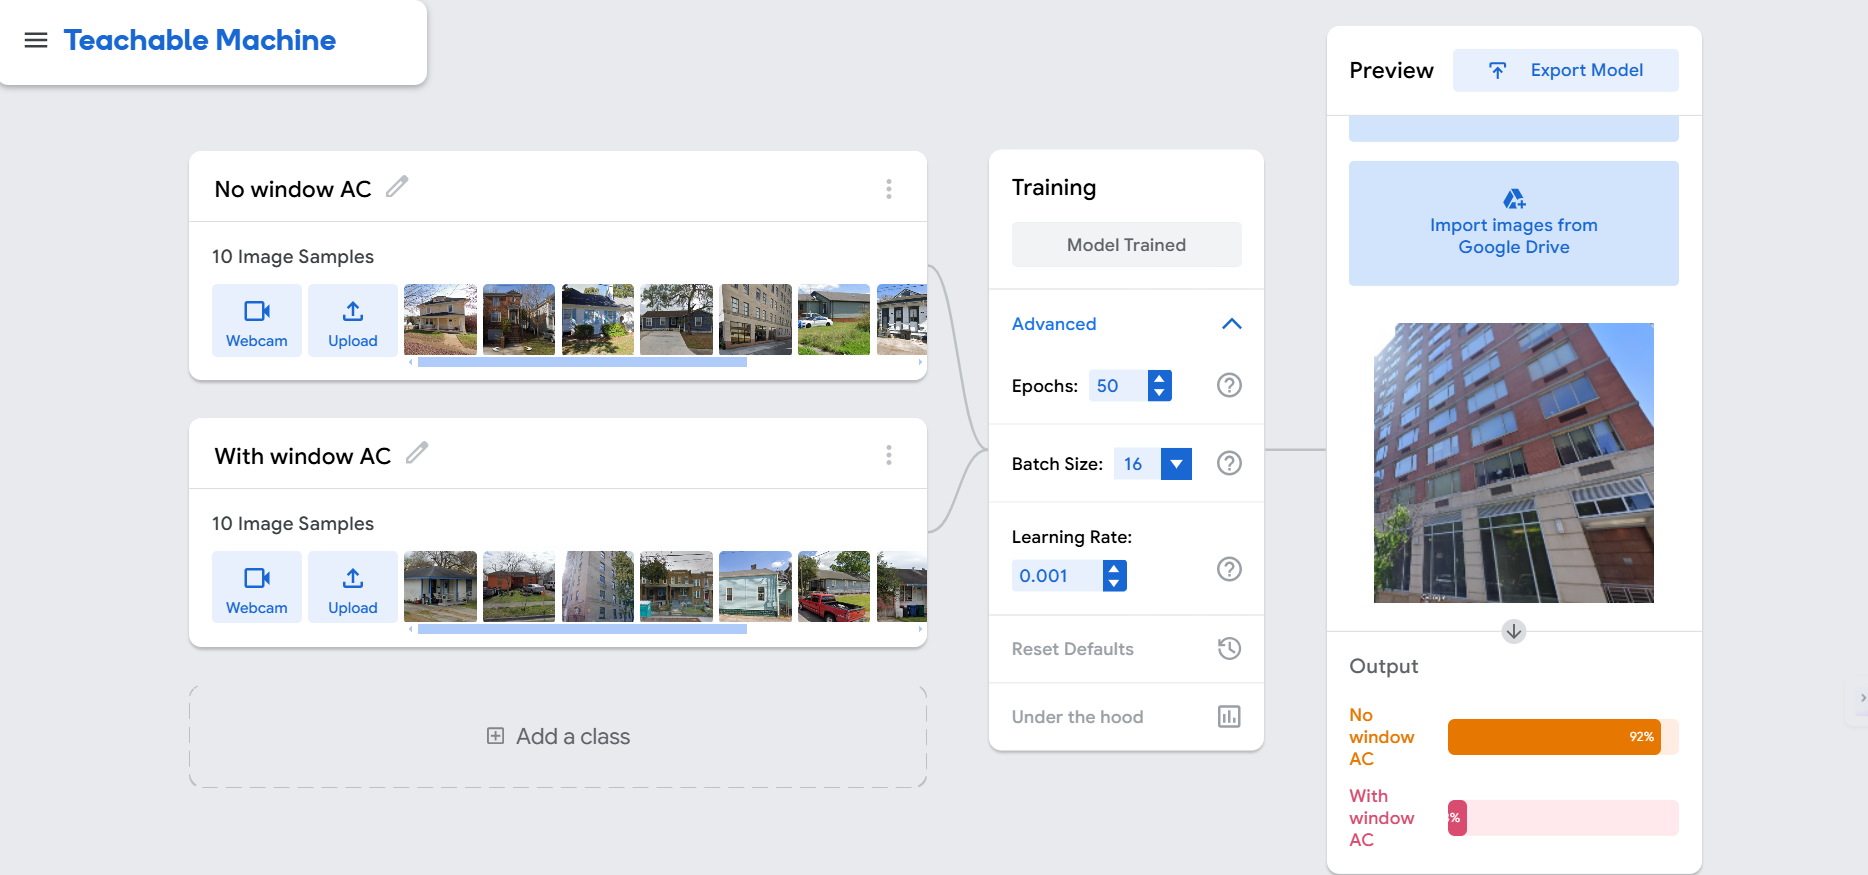 Teachable Machine
No window AC
10 Image Samples
Webcam
Upload
With window AC
10 Image Samples
Webcam
Upload
Add a class
Training
Model Trained
Advanced
Epochs: 50
Batch Size: 16
Learning Rate:
0.001
Reset Defaults
Under the hood
Preview
Export Model
Import images from
Google Drive
Output
No
window
AC
92%
With
window
AC